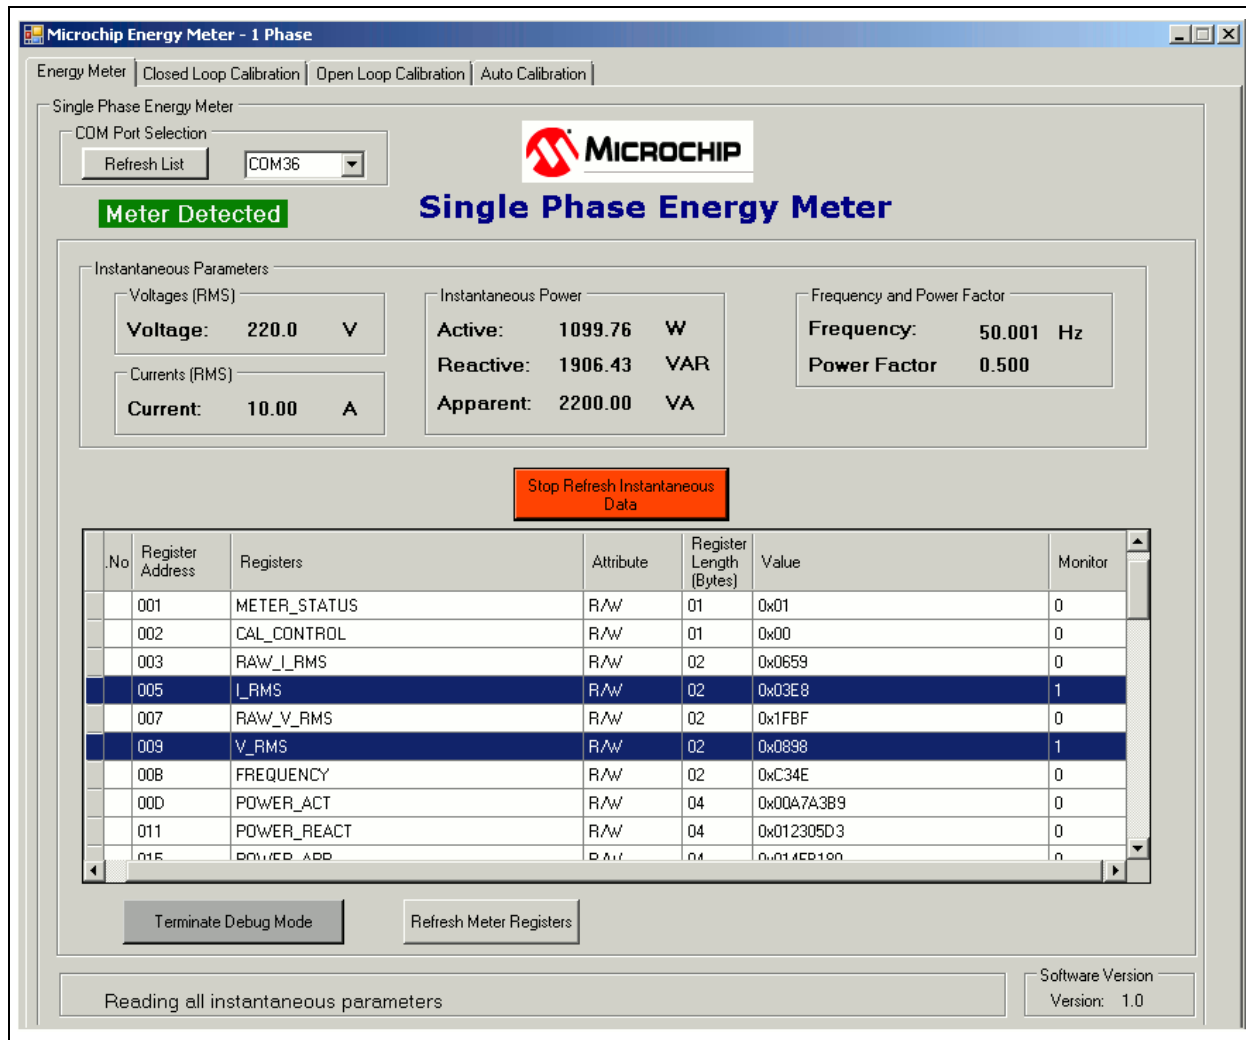 Microchip Energy Meter - 1 Phase
Energy Meter Closed Loop Calibration Open Loop Calibration Auto Calibration
Single Phase Energy Meter
COM Port Selection
Refresh List COM36
MICROCHIP
Meter Detected
Single Phase Energy Meter
Instantaneous Parameters
Voltages (RMS)
Voltage: 220.0 V
Currents (RMS)
Current: 10.00 A
Instantaneous Power
Active: 1099.76 W
Reactive: 1906.43 VAR
Apparent: 2200.00 VA
Frequency and Power Factor
Frequency: 50.001 Hz
Power Factor 0.500
Stop Refresh Instantaneous
Data
.No Register Address Registers Attribute Register Length (Bytes) Value Monitor
001 METER_STATUS R/W 01 0x01 0
002 CAL_CONTROL R/W 01 0x00 0
003 RAW_I_RMS R/W 02 0x0659 0
005 I_RMS R/W 02 0x03E8 1
007 RAW_V_RMS R/W 02 0x1FBF 0
009 V_RMS R/W 02 0x0898 1
00B FREQUENCY R/W 02 0xC34E 0
00D POWER_ACT R/W 04 0x00A7A3B9 0
011 POWER_REACT R/W 04 0x012305D3 0
015 POWER_APP R/W 04 0
Terminate Debug Mode Refresh Meter Registers
Reading all instantaneous parameters
Software Version
Version: 1.0